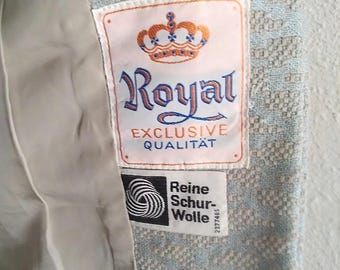 Royal
EXCLUSIVE
QUALITÄT
Reine
Schur-
Wolle